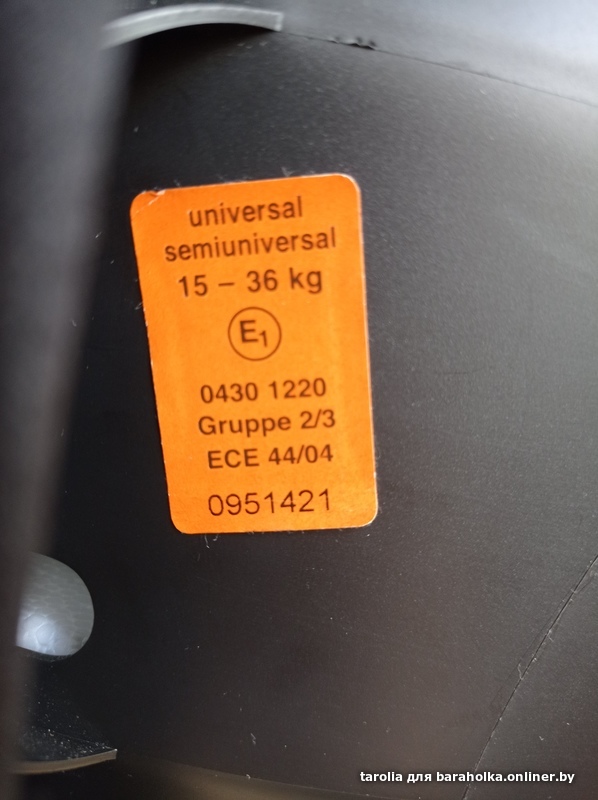 universal
semiuniversal
15 – 36 kg
E1
0430 1220
Gruppe 2/3
ECE 44/04
0951421
tarolia для baraholka.onliner.by